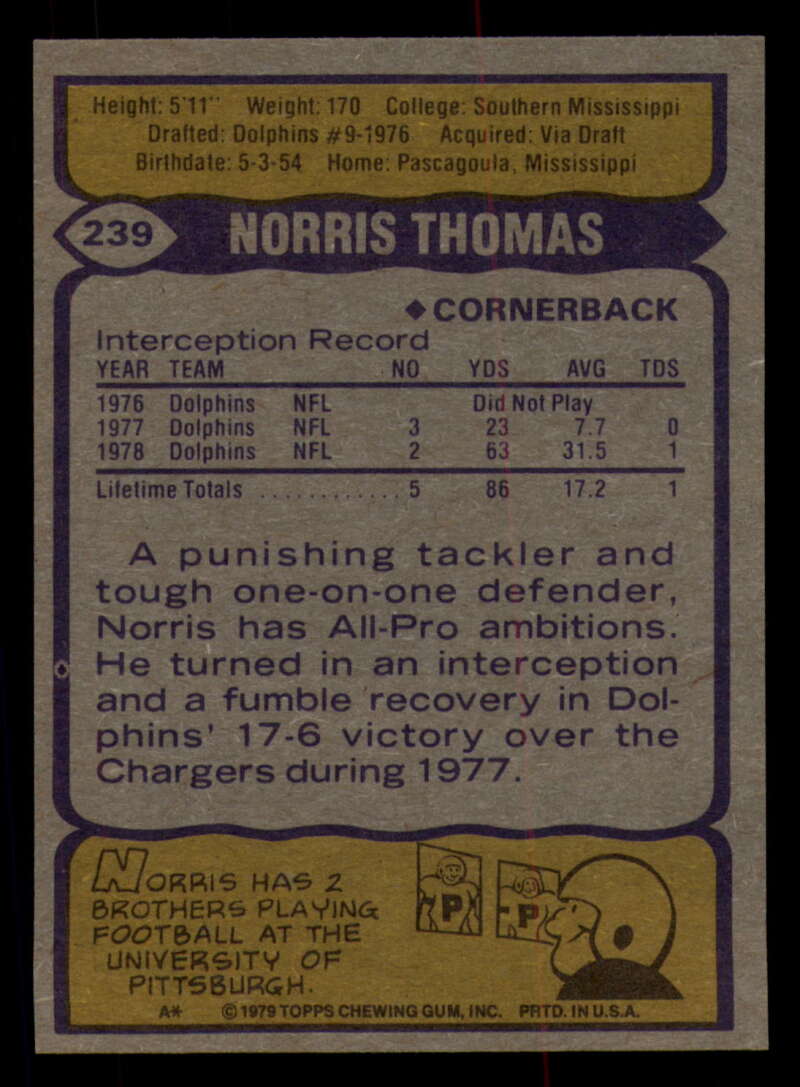 Height: 5'11" Weight: 170 College: Southern Mississippi
Drafted: Dolphins #9-1976 Acquired: Via Draft
Birthdate: 5-3-54 Home: Pascagoula, Mississippi
239 NORRIS THOMAS
♦ CORNERBACK
Interception Record
YEAR TEAM NO YDS AVG TDS
1976 Dolphins NFL Did Not Play
1977 Dolphins NFL 3 23 7.7 0
1978 Dolphins NFL 2 63 31.5 1
Lifetime Totals ............ 5 86 17.2 1
A punishing tackler and
tough one-on-one defender,
Norris has All-Pro ambitions.
He turned in an interception
and a fumble recovery in Dol-
phins' 17-6 victory over the
Chargers during 1977.
NORRIS HAS 2
BROTHERS PLAYING
FOOTBALL AT THE
UNIVERSITY OF
PITTSBURGH.
P P
A* © 1979 TOPPS CHEWING GUM, INC. PRTD. IN U.S.A.